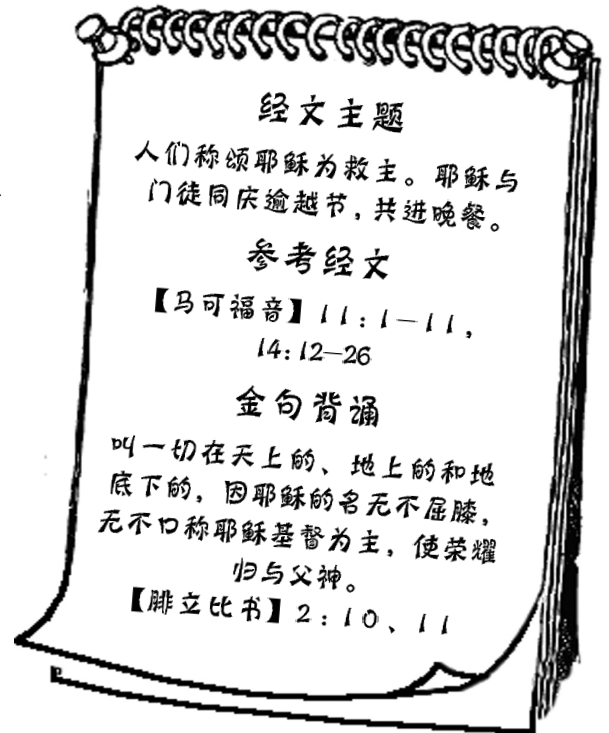 经文主题
人们称颂耶稣为救主。耶稣与
门徒同庆逾越节，共进晚餐。
参考经文
【马可福音】11：1—11，
14：12—26
金句背诵
叫一切在天上的、地上的和地
底下的，因耶稣的名无不屈膝，
无不口称耶稣基督为主，使荣耀
归与父神。
【腓立比书】2：10、11